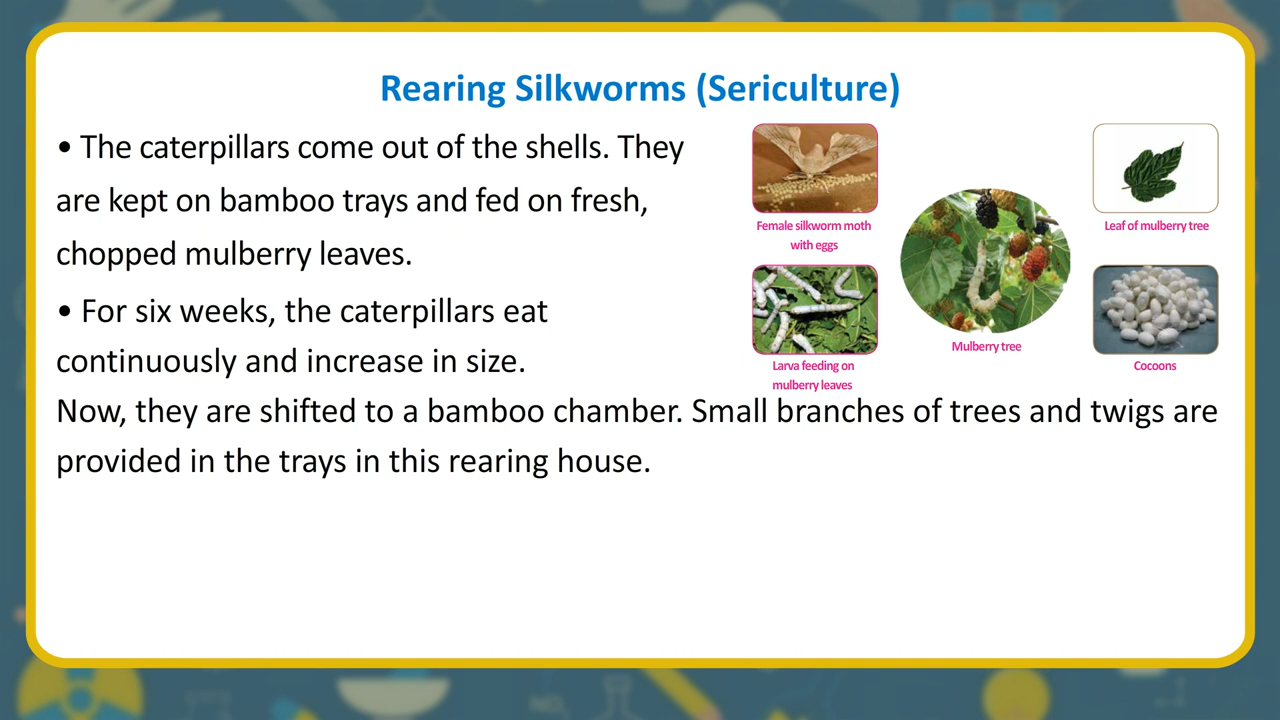 Rearing Silkworms (Sericulture)
• The caterpillars come out of the shells. They
are kept on bamboo trays and fed on fresh,
chopped mulberry leaves.
• For six weeks, the caterpillars eat
continuously and increase in size.
Now, they are shifted to a bamboo chamber. Small branches of trees and twigs are
provided in the trays in this rearing house.
Female silkworm moth
with eggs
Leaf of mulberry tree
Mulberry tree
Larva feeding on
mulberry leaves
Cocoons